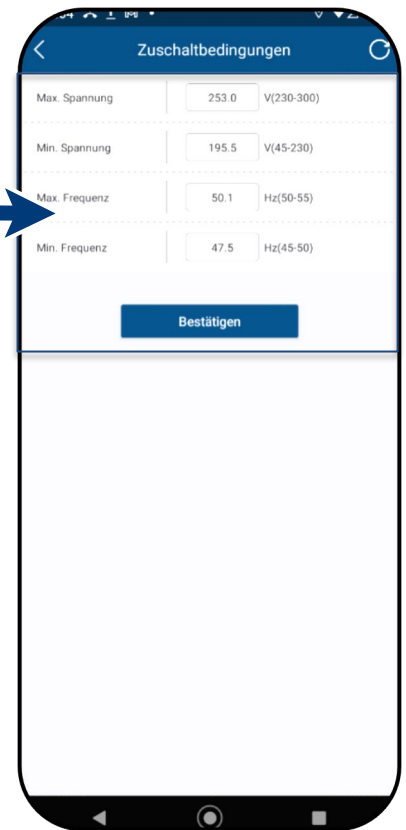 Zuschaltbedingungen
Max. Spannung 253.0 V(230-300)
Min. Spannung 195.5 V(45-230)
Max. Frequenz 50.1 Hz(50-55)
Min. Frequenz 47.5 Hz(45-50)
Bestätigen